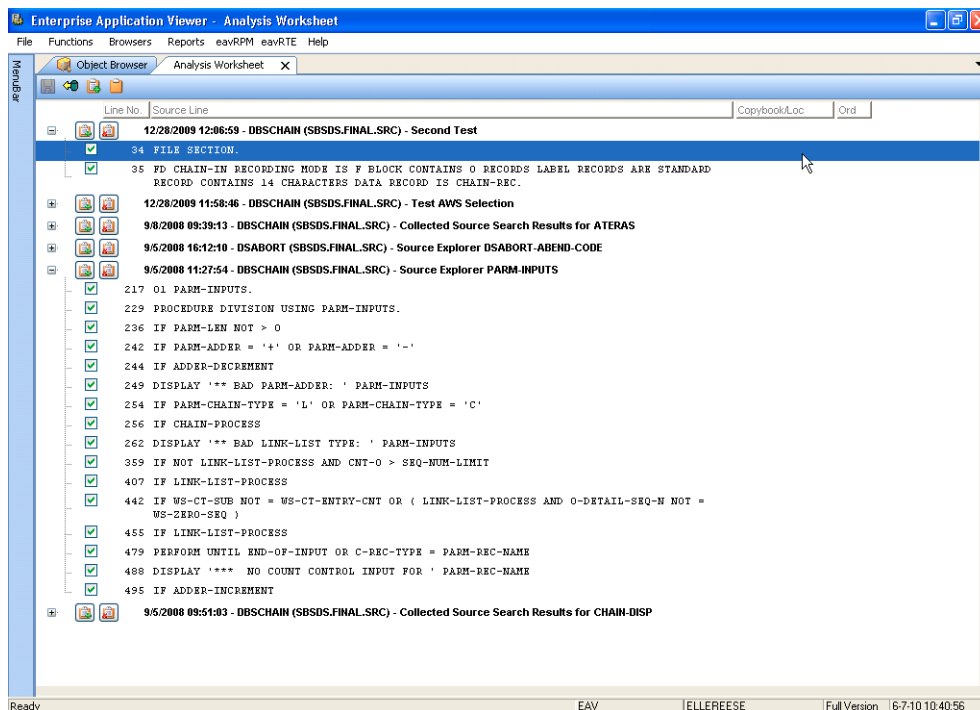 Enterprise Application Viewer - Analysis Worksheet
File Functions Browsers Reports eavRPM eavRTE Help
MenuBar
Object Browser Analysis Worksheet X
Line No. Source Line Copybook/Loc Ord
12/28/2009 12:06:59 - DBSCHAIN (SBSDS.FINAL.SRC) - Second Test
34 FILE SECTION.
35 FD CHAIN-IN RECORDING MODE IS F BLOCK CONTAINS 0 RECORDS LABEL RECORDS ARE STANDARD
RECORD CONTAINS 14 CHARACTERS DATA RECORD IS CHAIN-REC.
12/28/2009 11:58:46 - DBSCHAIN (SBSDS.FINAL.SRC) - Test AWS Selection
9/8/2008 09:39:13 - DBSCHAIN (SBSDS.FINAL.SRC) - Collected Source Search Results for ATERAS
9/5/2008 16:12:10 - DSABORT (SBSDS.FINAL.SRC) - Source Explorer DSABORT-ABEND-CODE
9/5/2008 11:27:54 - DBSCHAIN (SBSDS.FINAL.SRC) - Source Explorer PARM-INPUTS
217 01 PARM-INPUTS.
229 PROCEDURE DIVISION USING PARM-INPUTS.
236 IF PARM-LEN NOT > 0
242 IF PARM-ADDER = '+' OR PARM-ADDER = '-'
244 IF ADDER-DECREMENT
249 DISPLAY '** BAD PARM-ADDER: ' PARM-INPUTS
254 IF PARM-CHAIN-TYPE = 'L' OR PARM-CHAIN-TYPE = 'C'
256 IF CHAIN-PROCESS
262 DISPLAY '** BAD LINK-LIST TYPE: ' PARM-INPUTS
359 IF NOT LINK-LIST-PROCESS AND CNT-O > SEQ-NUM-LIMIT
407 IF LINK-LIST-PROCESS
442 IF WS-CT-SUB NOT = WS-CT-ENTRY-CNT OR ( LINK-LIST-PROCESS AND O-DETAIL-SEQ-N NOT =
WS-ZERO-SEQ )
455 IF LINK-LIST-PROCESS
479 PERFORM UNTIL END-OF-INPUT OR C-REC-TYPE = PARM-REC-NAME
488 DISPLAY '*** NO COUNT CONTROL INPUT FOR ' PARM-REC-NAME
495 IF ADDER-INCREMENT
9/5/2008 09:51:03 - DBSCHAIN (SBSDS.FINAL.SRC) - Collected Source Search Results for CHAIN-DISP
Ready EAV ELLEREESE Full Version 6-7-10 10:40:56